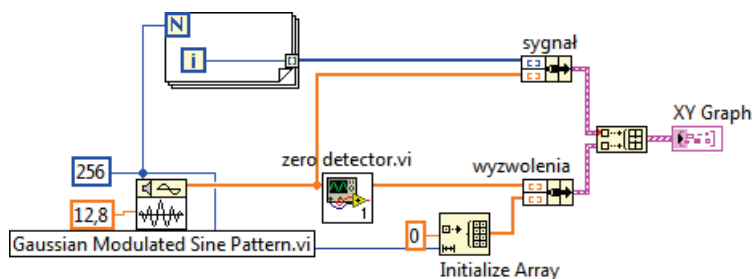 N
i
sygnał
XY Graph
zero detector.vi
wyzwolenia
256
1
12,8
0
Gaussian Modulated Sine Pattern.vi
Initialize Array